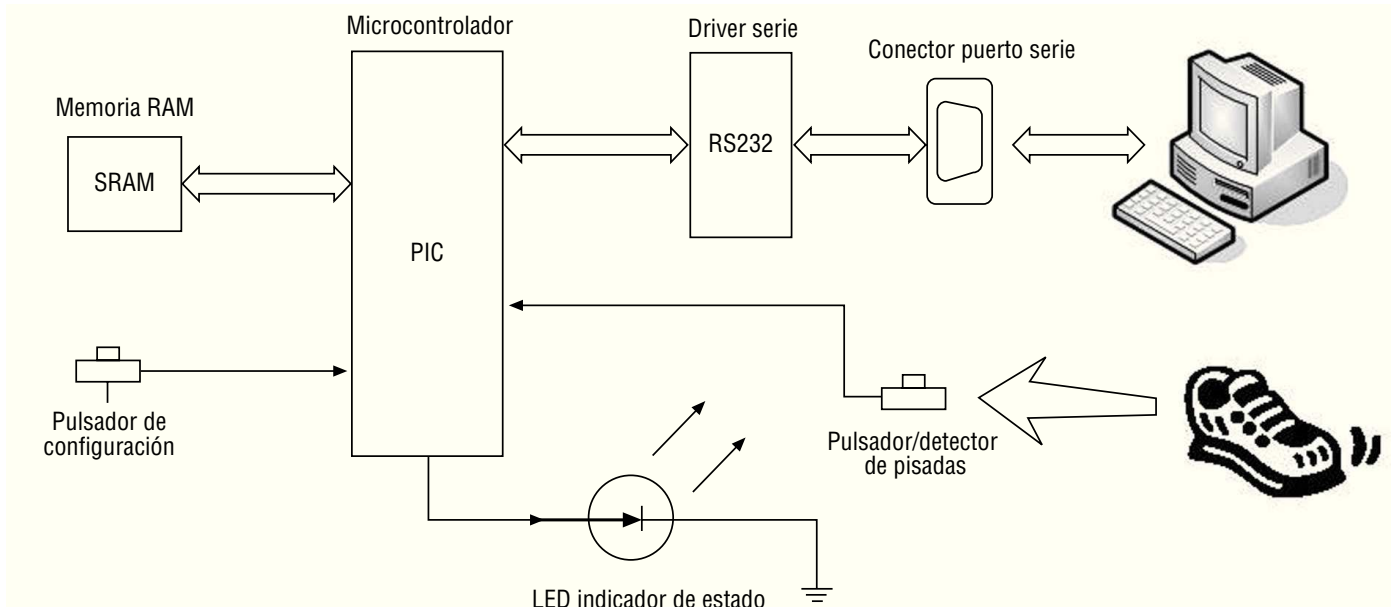 Microcontrolador
Driver serie
Conector puerto serie
Memoria RAM
SRAM
RS232
PIC
Pulsador de
configuración
Pulsador/detector
de pisadas
LED indicador de estado